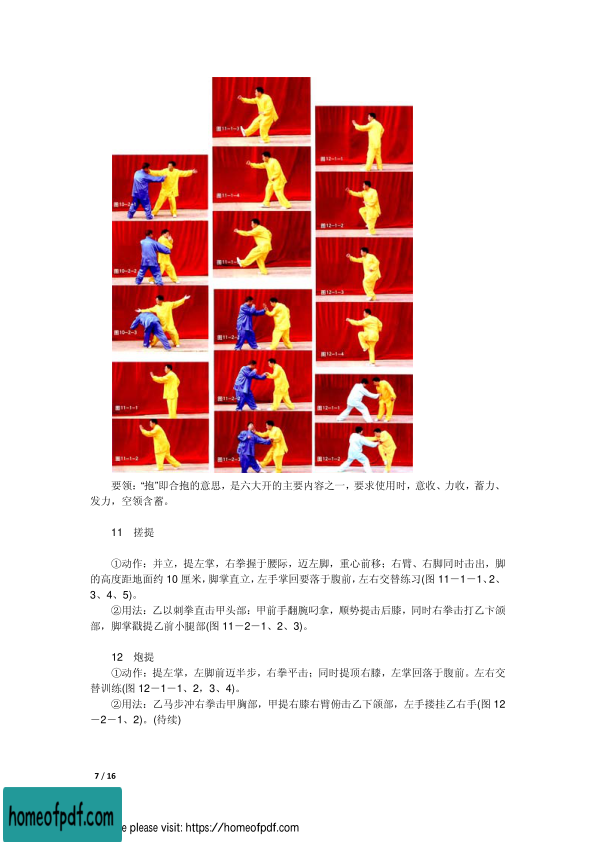 图11-1-3
图11-1-4
图11-1-
图10-2-
图10-2-2
图10-2-3
图11-1-1
图11-1-2
图11-2-2
图11-2-2
图11-2-
图12-1-1
图12-1-2
图12-1-3
图12-1-4
图12-1-1
图12-1-2
要领：“抱”即合抱的意思，是六大开的主要内容之一，要求使用时，意收、力收，蓄力、
发力，空领含蓄。
11 搓提
①动作：并立，提左掌，右拳握于腰际，迈左脚，重心前移；右臂、右脚同时击出，脚
的高度距地面约 10 厘米，脚掌直立，左手掌回要落于腹前，左右交替练习(图 11－1－1、2、
3、4、5)。
②用法：乙以刺拳直击甲头部：甲前手翻腕叼拿，顺势提击后膝，同时右拳击打乙卞颌
部，脚掌戳提乙前小腿部(图 11－2－1、2、3)。
12 炮提
①动作；提左掌，左脚前迈半步，右拳平击；同时提顶右膝，左掌回落于腹前。左右交
替训练(图 12－1－1、2，3、4)。
②用法：乙马步冲右拳击甲胸部，甲提右膝右臂俯击乙下颌部，左手搂挂乙右手(图 12
－2－1、2)。(待续)
7 / 16
homeofpdf.com
e please visit: https://homeofpdf.com